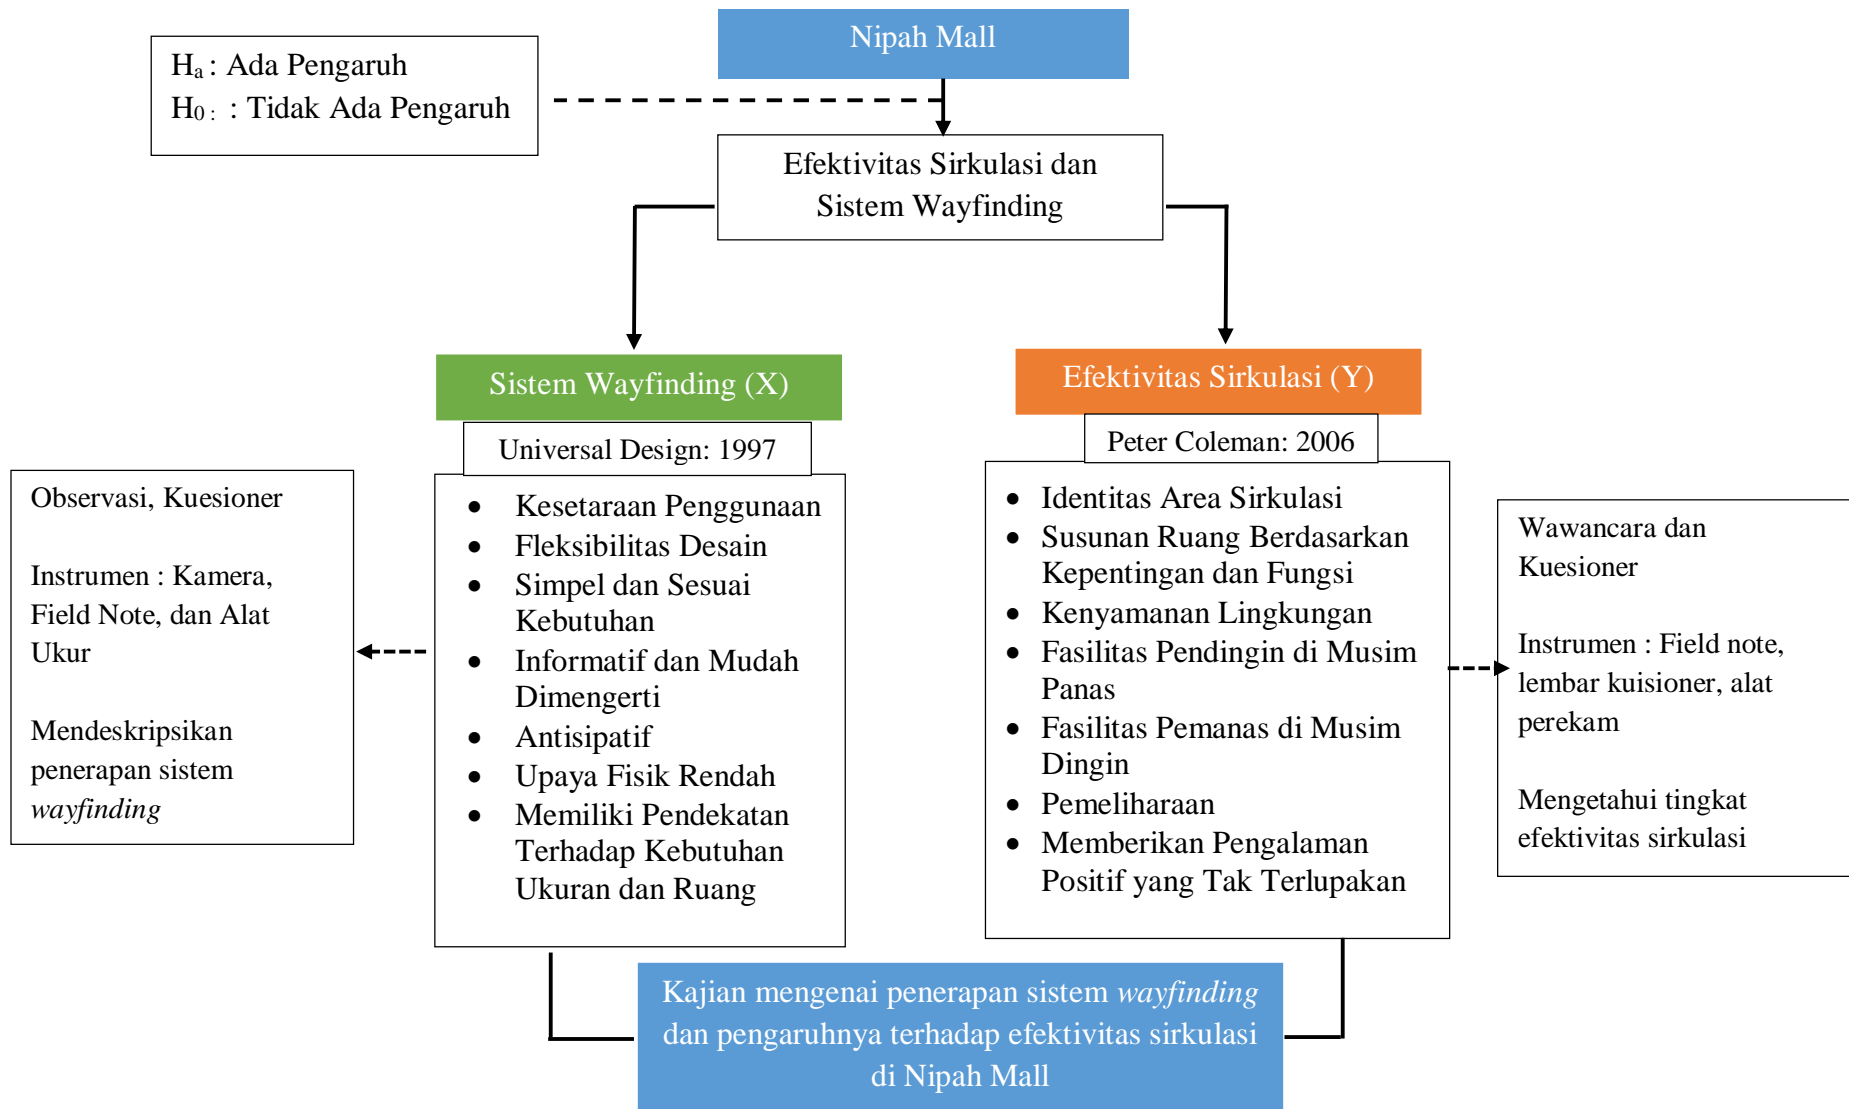 Nipah Mall
Ha : Ada Pengaruh
H0 : : Tidak Ada Pengaruh
Efektivitas Sirkulasi dan
Sistem Wayfinding
Sistem Wayfinding (X)
Universal Design: 1997
• Kesetaraan Penggunaan
• Fleksibilitas Desain
• Simpel dan Sesuai
Kebutuhan
• Informatif dan Mudah
Dimengerti
• Antisipatif
• Upaya Fisik Rendah
• Memiliki Pendekatan
Terhadap Kebutuhan
Ukuran dan Ruang
Observasi, Kuesioner
Instrumen : Kamera,
Field Note, dan Alat
Ukur
Mendeskripsikan
penerapan sistem
wayfinding
Efektivitas Sirkulasi (Y)
Peter Coleman: 2006
• Identitas Area Sirkulasi
• Susunan Ruang Berdasarkan
Kepentingan dan Fungsi
• Kenyamanan Lingkungan
• Fasilitas Pendingin di Musim
Panas
• Fasilitas Pemanas di Musim
Dingin
• Pemeliharaan
• Memberikan Pengalaman
Positif yang Tak Terlupakan
Wawancara dan
Kuesioner
Instrumen : Field note,
lembar kuisioner, alat
perekam
Mengetahui tingkat
efektivitas sirkulasi
Kajian mengenai penerapan sistem wayfinding
dan pengaruhnya terhadap efektivitas sirkulasi
di Nipah Mall